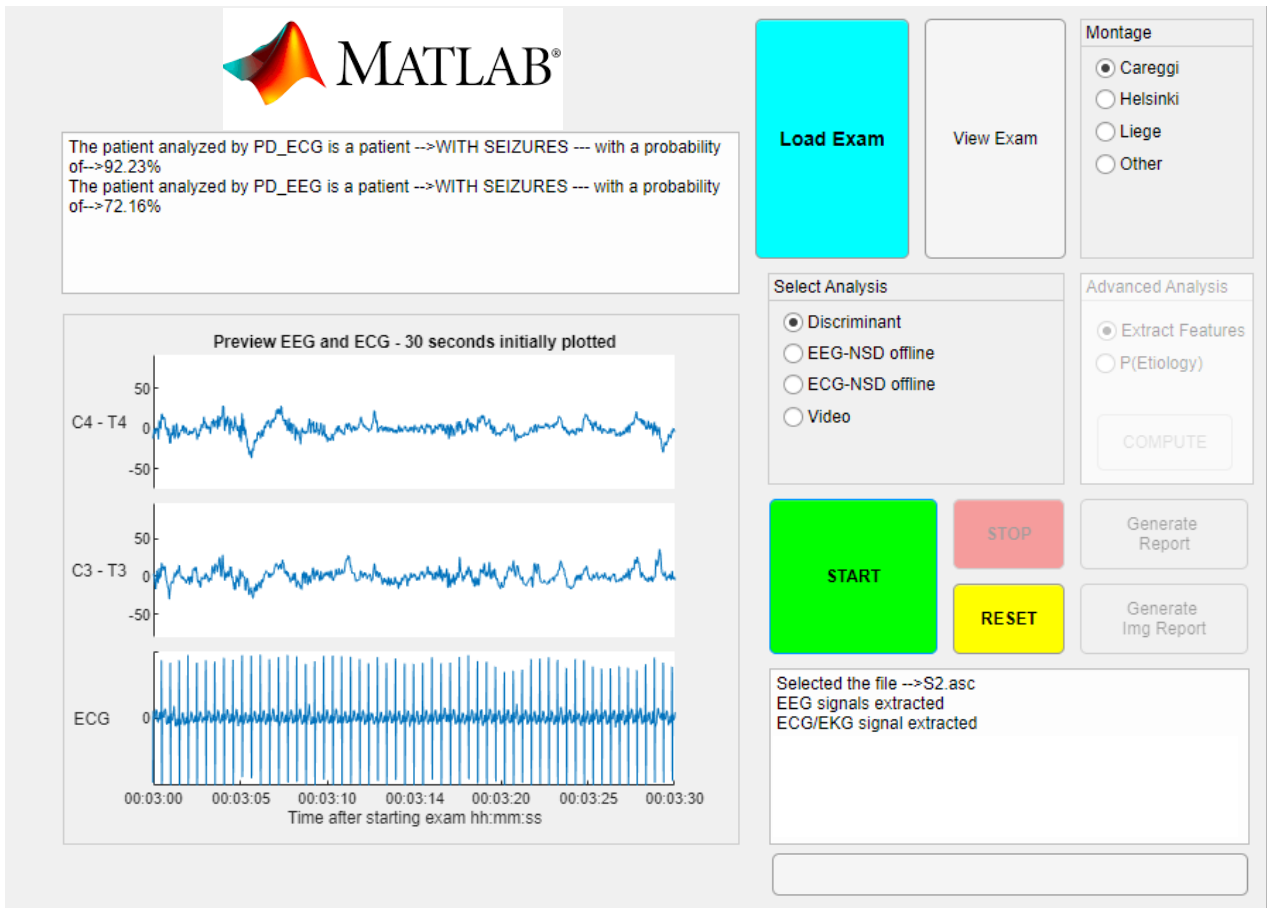 MATLAB®
The patient analyzed by PD_ECG is a patient -->WITH SEIZURES --- with a probability
of-->92.23%
The patient analyzed by PD_EEG is a patient -->WITH SEIZURES --- with a probability
of-->72.16%
Load Exam
View Exam
Montage
Careggi
Helsinki
Liege
Other
Select Analysis
Discriminant
EEG-NSD offline
ECG-NSD offline
Video
Advanced Analysis
Extract Features
P(Etiology)
COMPUTE
Preview EEG and ECG - 30 seconds initially plotted
50
C4 - T4 0
-50
50
C3 - T3 0
-50
ECG 0
00:03:00 00:03:05 00:03:10 00:03:14 00:03:20 00:03:25 00:03:30
Time after starting exam hh:mm:ss
START
STOP
RESET
Generate
Report
Generate
Img Report
Selected the file -->S2.asc
EEG signals extracted
ECG/EKG signal extracted